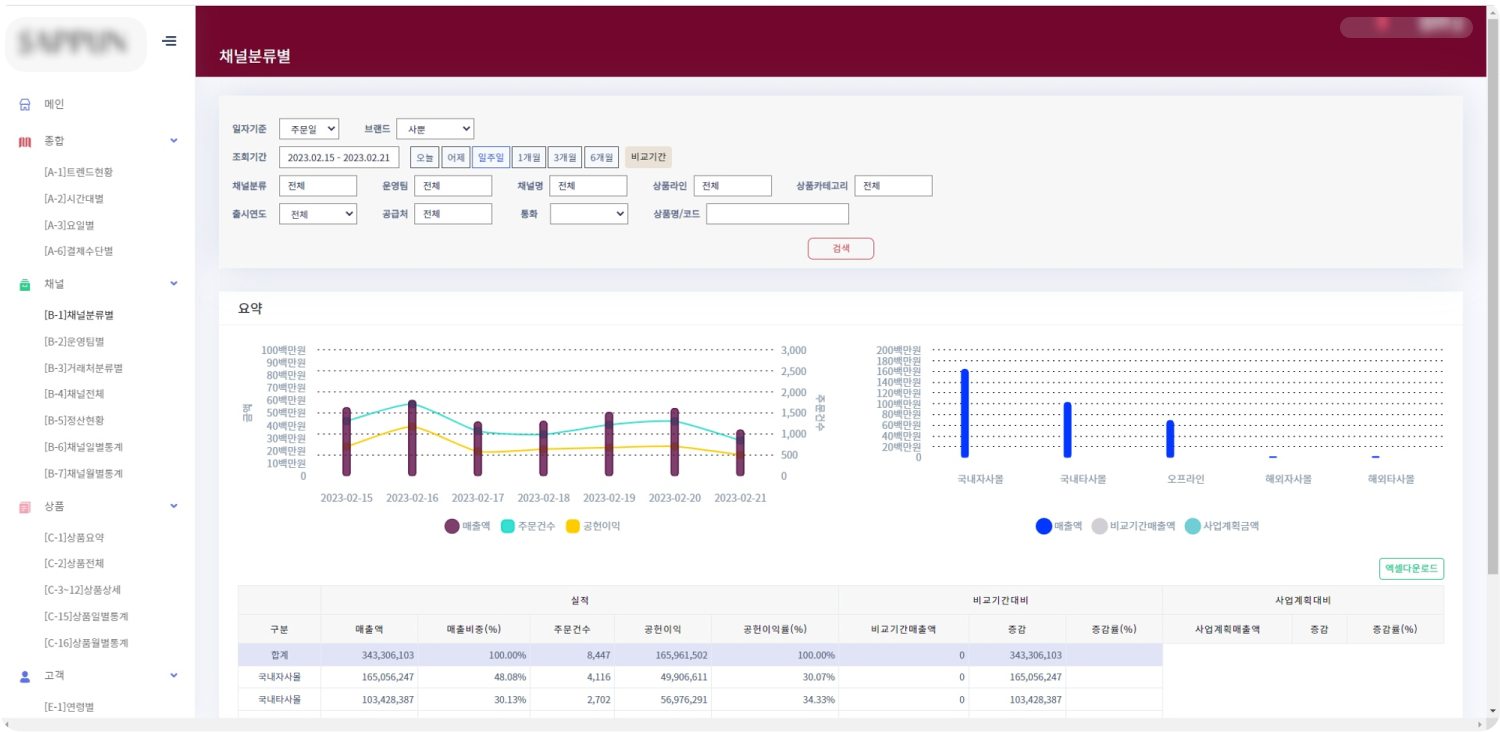 채널분류별
메인
종합
[A-1]트렌드현황
[A-2]시간대별
[A-3]요일별
[A-6]결제수단별
채널
[B-1]채널분류별
[B-2]운영팀별
[B-3]거래처분류별
[B-4]채널전체
[B-5]정산현황
[B-6]채널일별통계
[B-7]채널월별통계
상품
[C-1]상품요약
[C-2]상품전체
[C-3~12]상품상세
[C-15]상품일별통계
[C-16]상품월별통계
고객
[E-1]연령별
일자기준 주문일 브랜드 사뿐
조회기간 2023.02.15 - 2023.02.21 오늘 어제 일주일 1개월 3개월 6개월 비교기간
채널분류 전체 운영팀 전체 채널명 전체 상품라인 전체 상품카테고리 전체
출시연도 전체 공급처 전체 통화 상품명/코드
검색
요약
금액
100백만원
90백만원
80백만원
70백만원
60백만원
50백만원
40백만원
30백만원
20백만원
10백만원
0
3,000
2,500
2,000
1,500
1,000
500
0
주문건수
2023-02-15 2023-02-16 2023-02-17 2023-02-18 2023-02-19 2023-02-20 2023-02-21
매출액 주문건수 공헌이익
200백만원
180백만원
160백만원
140백만원
120백만원
100백만원
80백만원
60백만원
40백만원
20백만원
0
국내자사몰 국내타사몰 오프라인 해외자사몰 해외타사몰
매출액 비교기간매출액 사업계획금액
엑셀다운로드
실적 비교기간대비 사업계획대비
구분 매출액 매출비중(%) 주문건수 공헌이익 공헌이익률(%) 비교기간매출액 증감 증감률(%) 사업계획매출액 증감 증감률(%)
합계 343,306,103 100.00% 8,447 165,961,502 100.00% 0 343,306,103
국내자사몰 165,056,247 48.08% 4,116 49,906,611 30.07% 0 165,056,247
국내타사몰 103,428,387 30.13% 2,702 56,976,291 34.33% 0 103,428,387